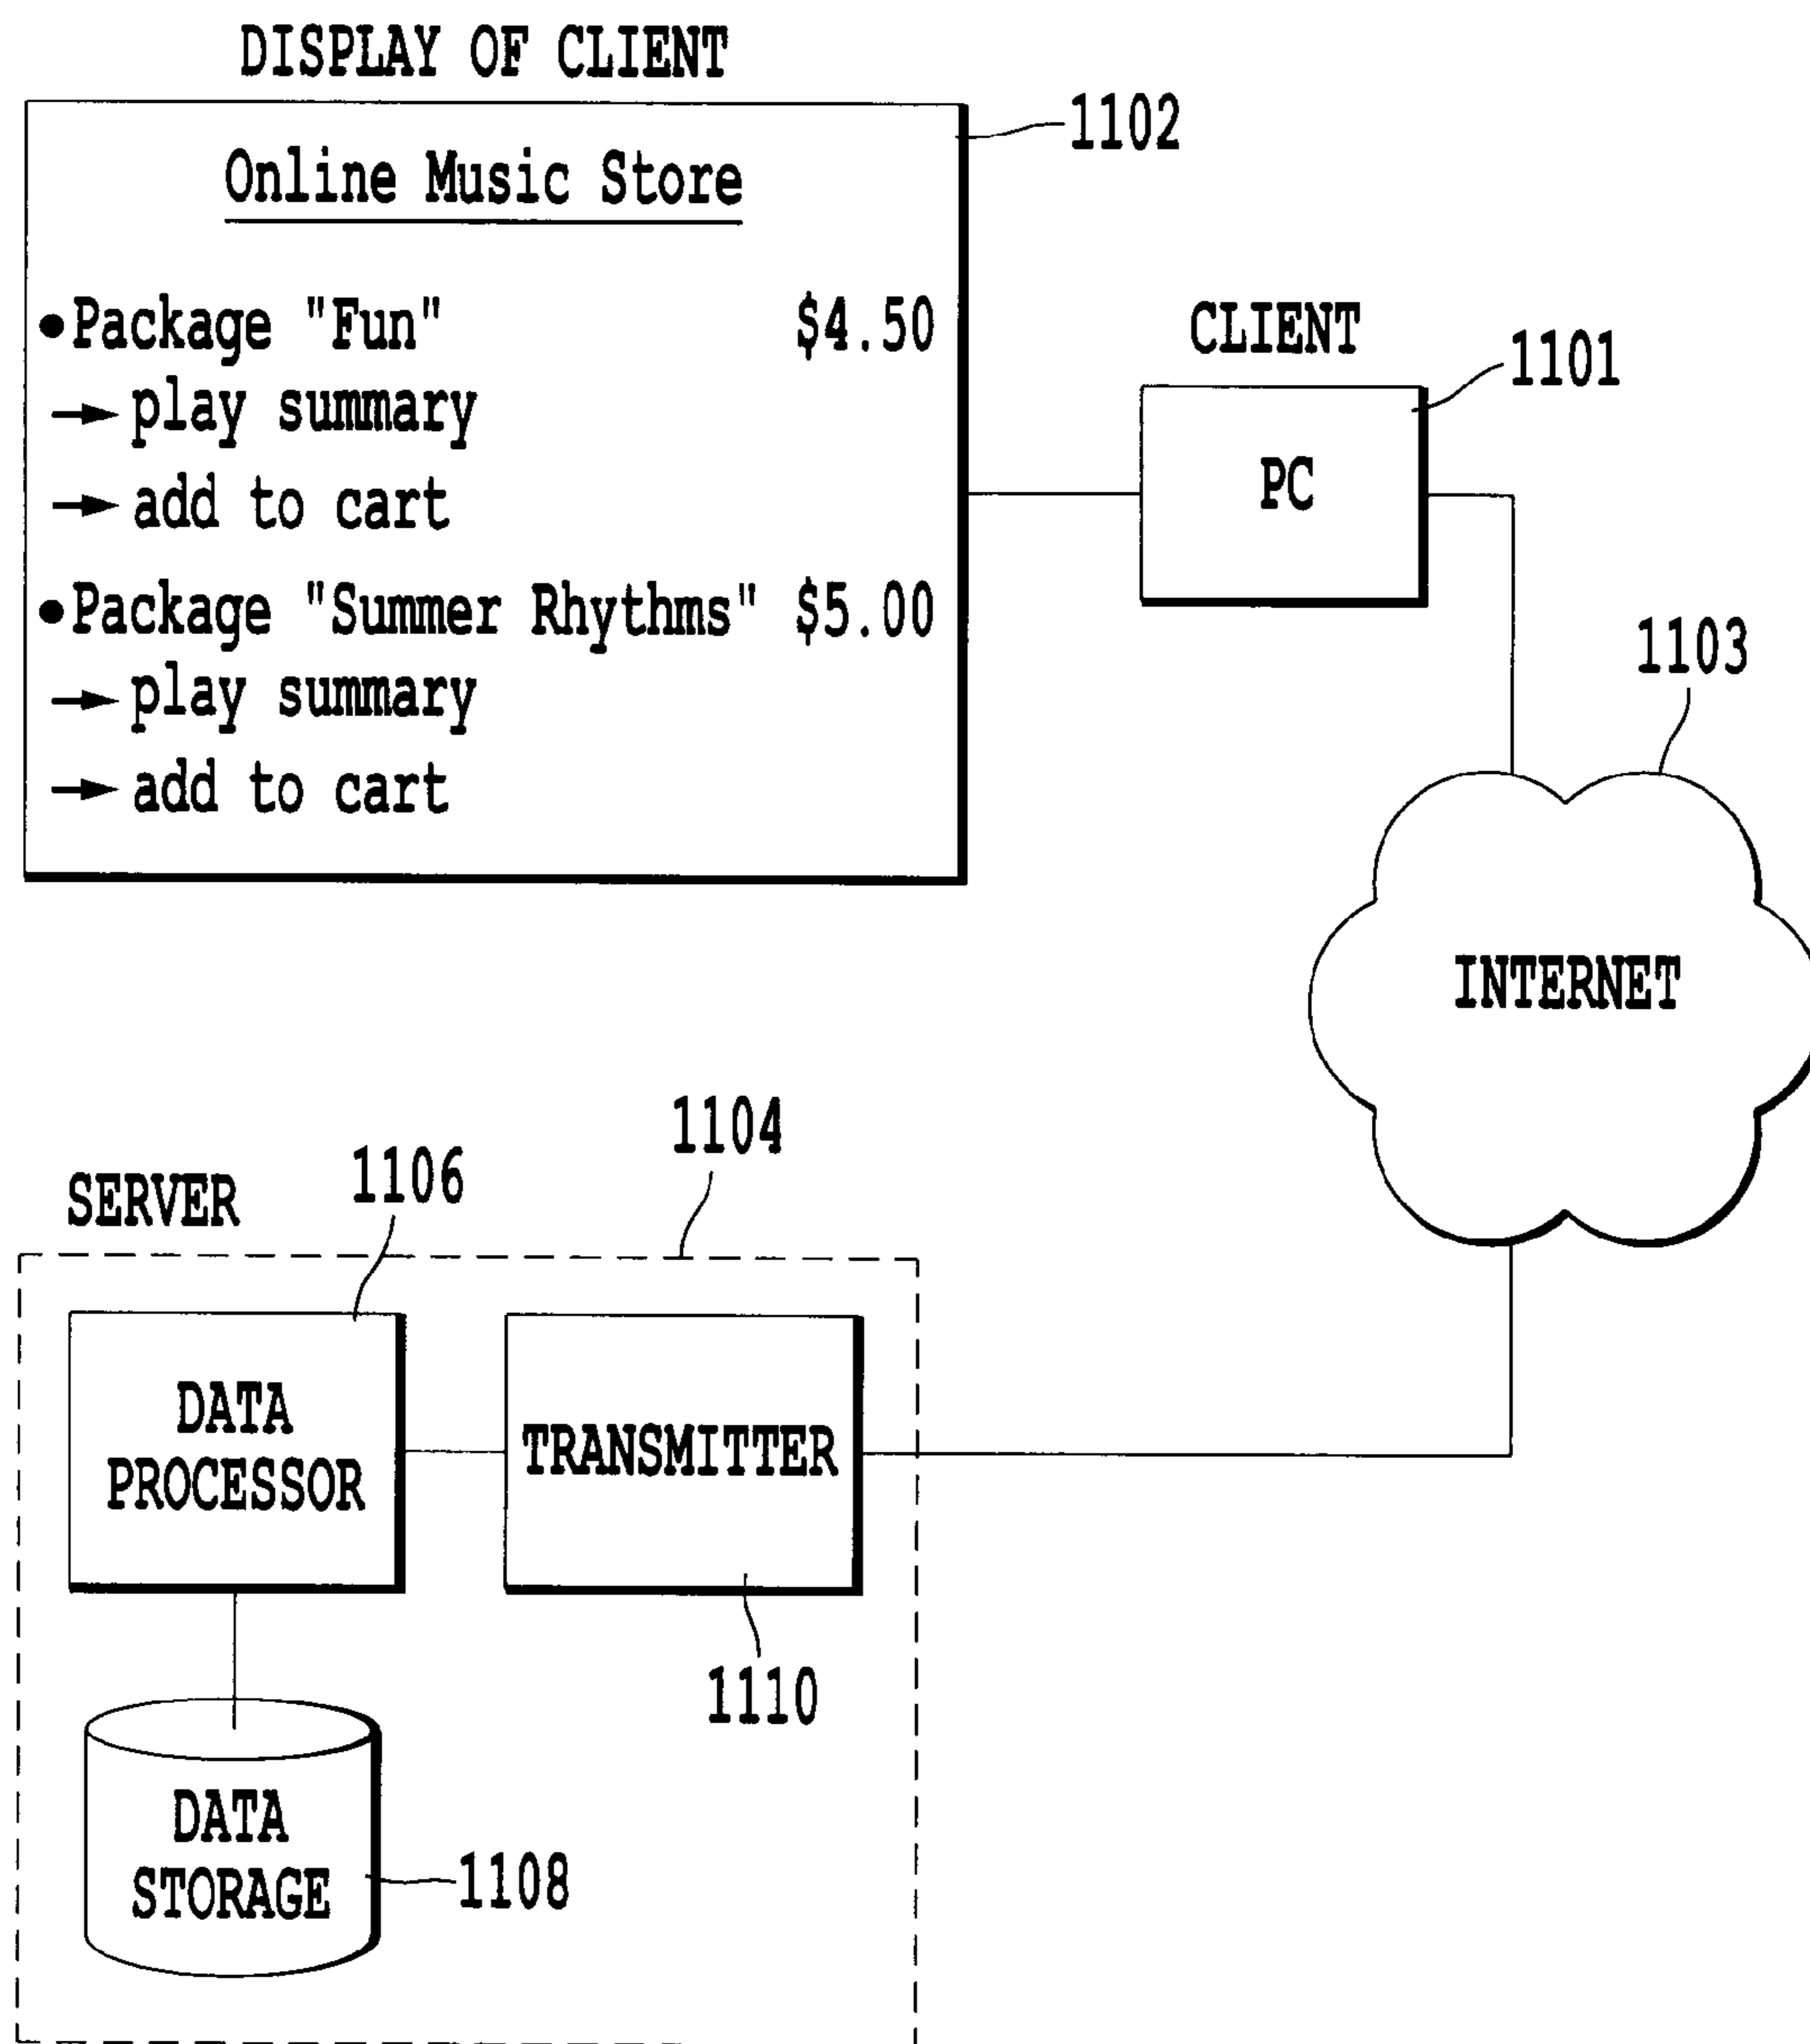 DISPLAY OF CLIENT
1102
Online Music Store
●Package "Fun" $4.50
→ play summary
→ add to cart
●Package "Summer Rhythms" $5.00
→ play summary
→ add to cart
CLIENT
1101
PC
1103
INTERNET
1104
SERVER
1106
DATA
PROCESSOR
TRANSMITTER
1110
DATA
STORAGE
1108